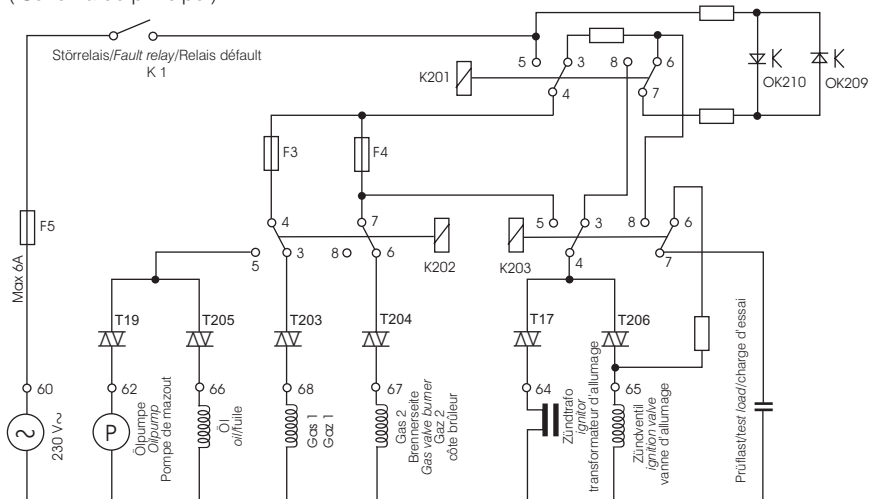 Störrelais/Fault relay/Relais défault
K 1
5
3
8
6
K201
4
7
OK210
OK209
F3
F4
F5
Max 6A
4
7
5
3
8
6
K202
5
3
8
6
K203
4
7
T19
T205
T203
T204
T17
T206
60
62
66
68
67
64
65
230 V~
P
Ölpumpe
Oilpump
Pompe de mazout
Öl
oil/fuile
Gas 1
Gaz 1
Gas 2
Brennerseite
Gas valve burner
Gaz 2
côte brûleur
Zündtrafo
ignitor
transformateur d'allumage
Zündventil
ignition valve
vanne d'allumage
Prüflast/test load/charge d'essai